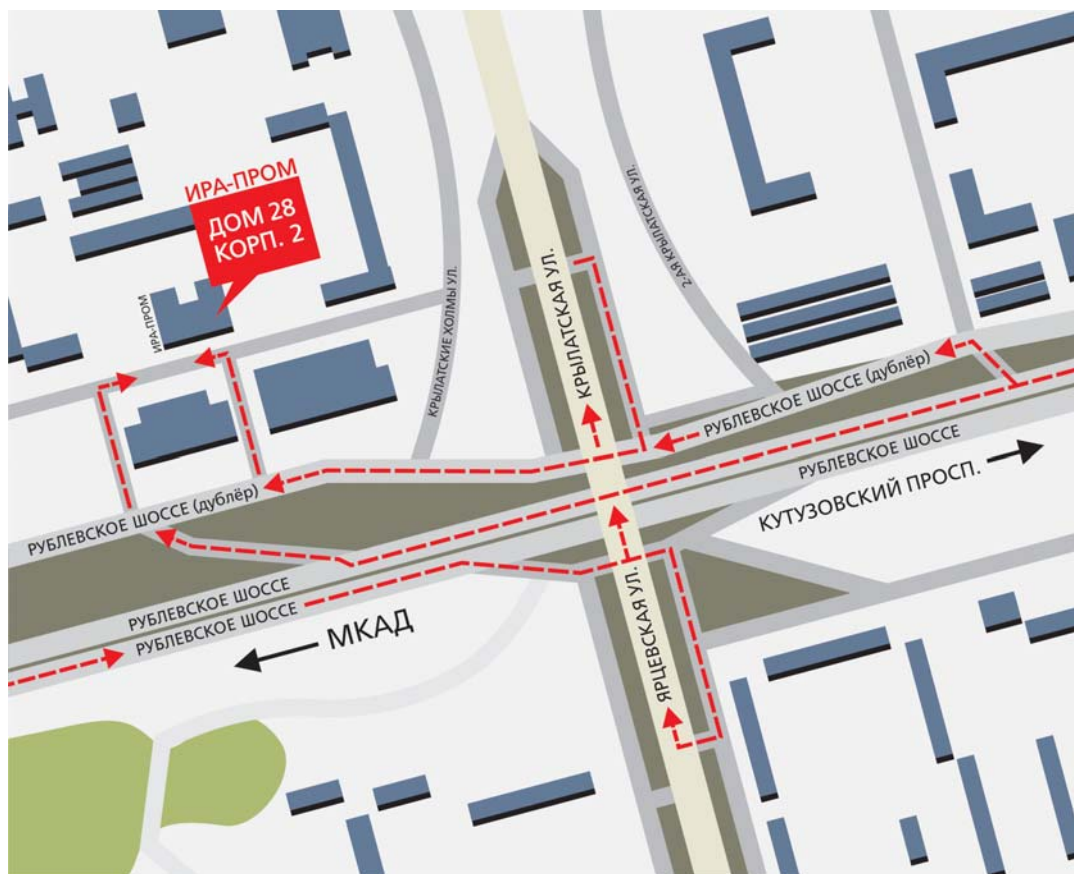 ИРА-ПРОМ
ДОМ 28
КОРП. 2
ИРА-ПРОМ
КРЫЛАТСКИЕ ХОЛМЫ УЛ.
КРЫЛАТСКАЯ УЛ.
2-АЯ КРЫЛАТСКАЯ УЛ.
РУБЛЕВСКОЕ ШОССЕ (дублёр)
РУБЛЕВСКОЕ ШОССЕ
КУТУЗОВСКИЙ ПРОСП.
РУБЛЕВСКОЕ ШОССЕ (дублёр)
РУБЛЕВСКОЕ ШОССЕ
РУБЛЕВСКОЕ ШОССЕ
МКАД
ЯРЦЕВСКАЯ УЛ.